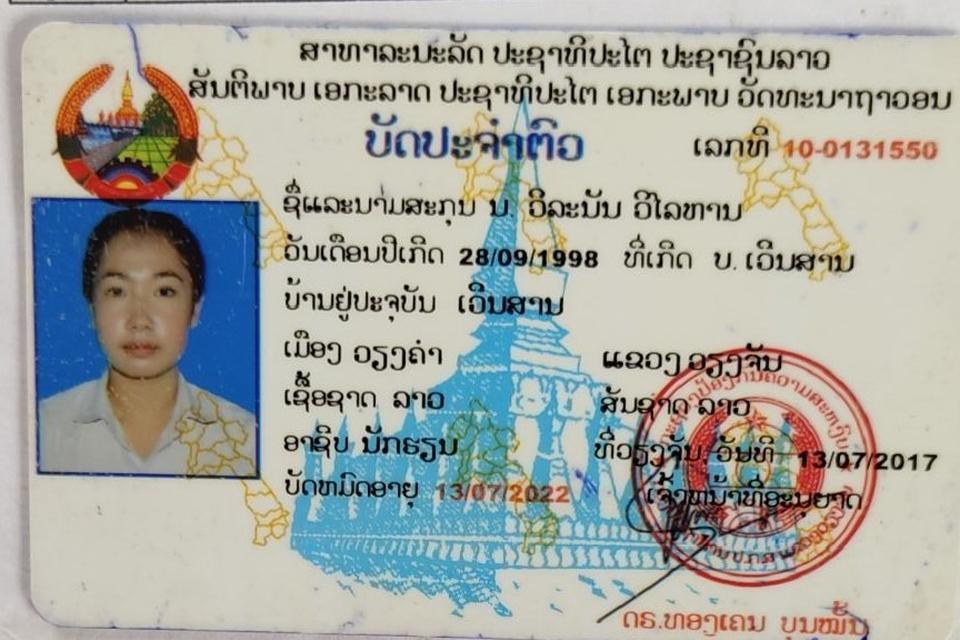 ສາທາລະນະລັດ ປະຊາທິປະໄຕ ປະຊາຊົນລາວ
ສັນຕິພາບ ເອກະລາດ ປະຊາທິປະໄຕ ເອກະພາບ ວັດທະນາຖາວອນ
ບັດປະຈຳຕົວ
ເລກທີ 10-0131550
ຊື່ແລະນາມສະກຸນ ນ. ວິລະນັນ ວິໄລທານ
ວັນເດືອນປີເກີດ 28/09/1998 ທີ່ເກີດ ບ. ເວີນສານ
ບ້ານຢູ່ປະຈຸບັນ ເວີນສານ
ເມືອງ ວຽງຄຳ ແຂວງ ວຽງຈັນ
ເຊື້ອຊາດ ລາວ ສັນຊາດ ລາວ
ອາຊີບ ນັກຮຽນ ທີ່ວຽງຈັນ ວັນທີ 13/07/2017
ບັດຫມົດອາຍຸ 13/07/2022 ເຈົ້ງຫນ້າທີ່ອະນຸຍາດ
ດຣ.ທອງເຄນ ບຸນໝັ້ນ